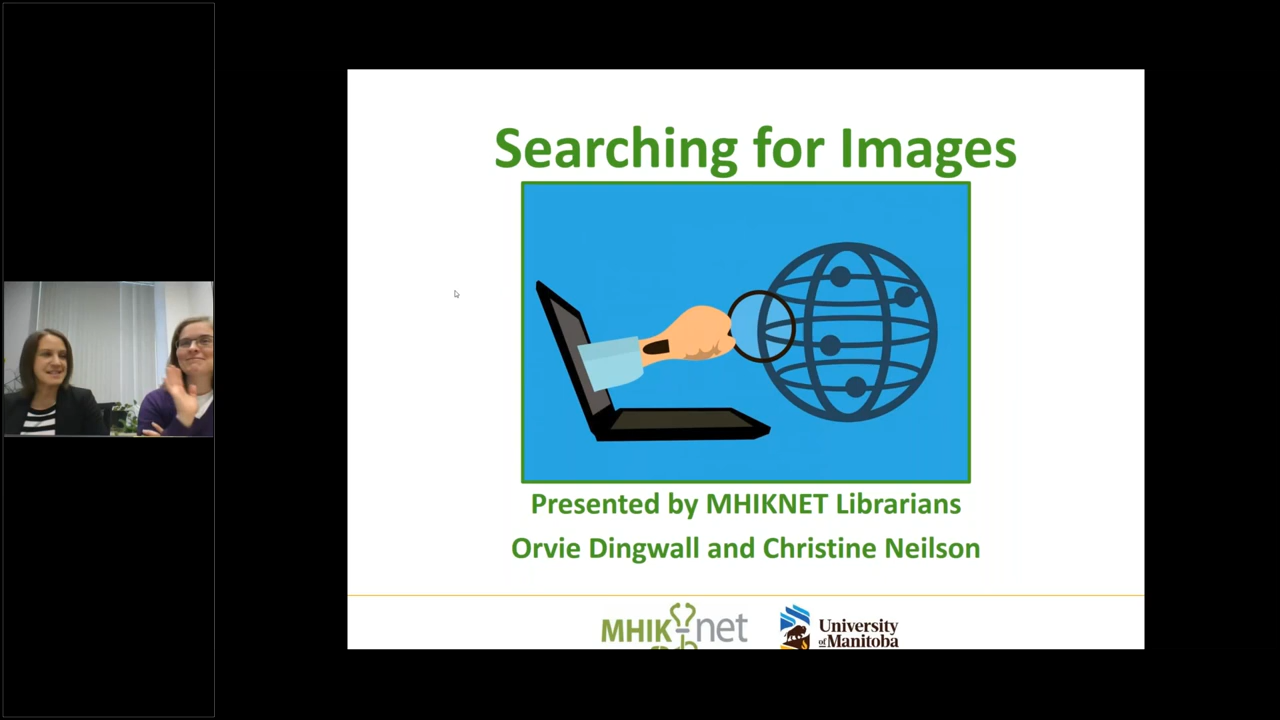 Searching for Images
Presented by MHIKNET Librarians
Orvie Dingwall and Christine Neilson
MHIK net
University
of Manitoba